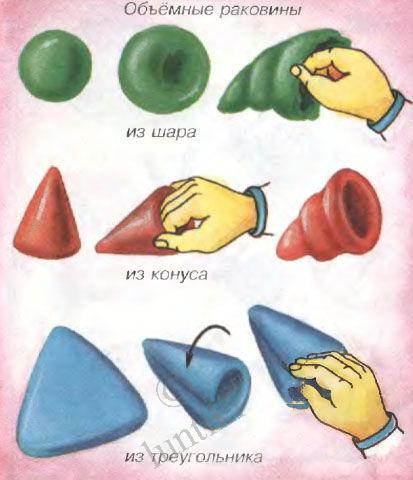 Объёмные раковины
из шара
из конуса
из треугольника